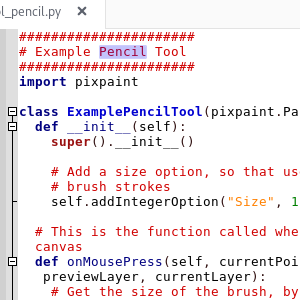 l_pencil.py ✕
######################
# Example Pencil Tool
######################
import pixpaint
class ExamplePencilTool(pixpaint.Pa
def __init__(self):
super().__init__()
# Add a size option, so that us
# brush strokes
self.addIntegerOption("Size", 1
# This is the function called whe
canvas
def onMousePress(self, currentPoi
previewLayer, currentLayer):
# Get the size of the brush, by